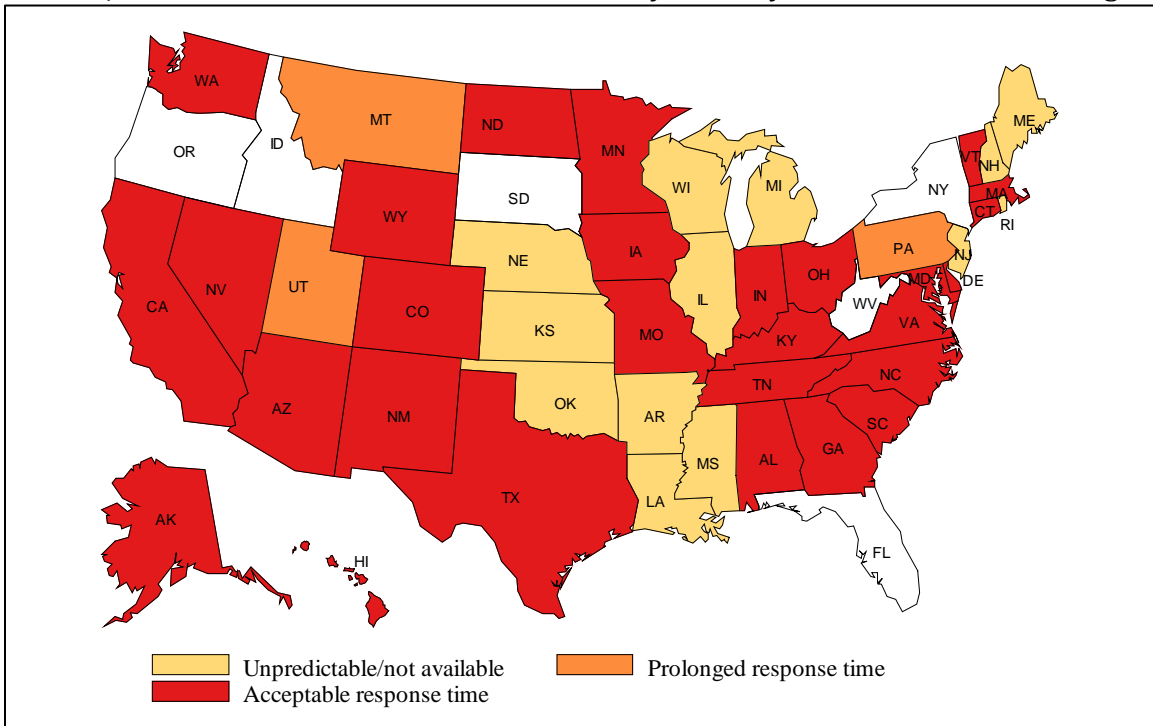 WA
MT
ND
MN
ME
OR
ID
VT
NH
SD
WI
MI
NY
MA
WY
CT
RI
IA
PA
NE
NJ
NV
UT
IL
IN
OH
MD
DE
CA
CO
KS
MO
WV
VA
KY
AZ
NM
OK
TN
NC
AR
SC
MS
AL
GA
TX
LA
AK
HI
FL
Unpredictable/not available
Prolonged response time
Acceptable response time